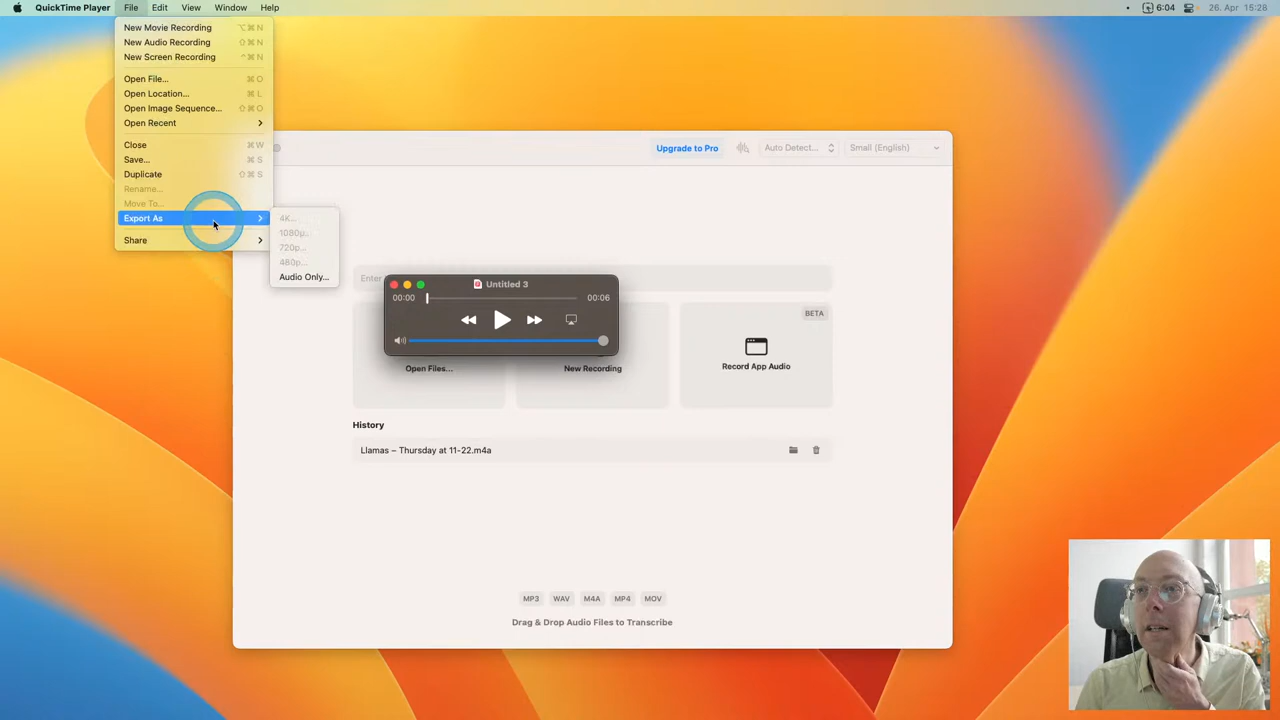 QuickTime Player File Edit View Window Help 6:04 26. Apr 15:28
New Movie Recording ⌥⌘N
New Audio Recording ⇧⌘N
New Screen Recording ⌃⌘N
Open File... ⌘O
Open Location... ⌘L
Open Image Sequence... ⇧⌘O
Open Recent
Close ⌘W
Save... ⌘S
Duplicate ⇧⌘S
Rename...
Move To...
Export As
Share
4K...
1080p...
720p...
480p...
Audio Only...
Upgrade to Pro Auto Detect... Small (English)
Enter
Untitled 3
00:00 00:06
BETA
Open Files... New Recording Record App Audio
History
Llamas – Thursday at 11-22.m4a
MP3 WAV M4A MP4 MOV
Drag & Drop Audio Files to Transcribe